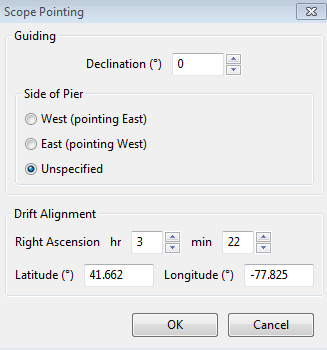 Scope Pointing
Guiding
Declination (°) 0
Side of Pier
West (pointing East)
East (pointing West)
Unspecified
Drift Alignment
Right Ascension hr 3 min 22
Latitude (°) 41.662 Longitude (°) -77.825
OK Cancel